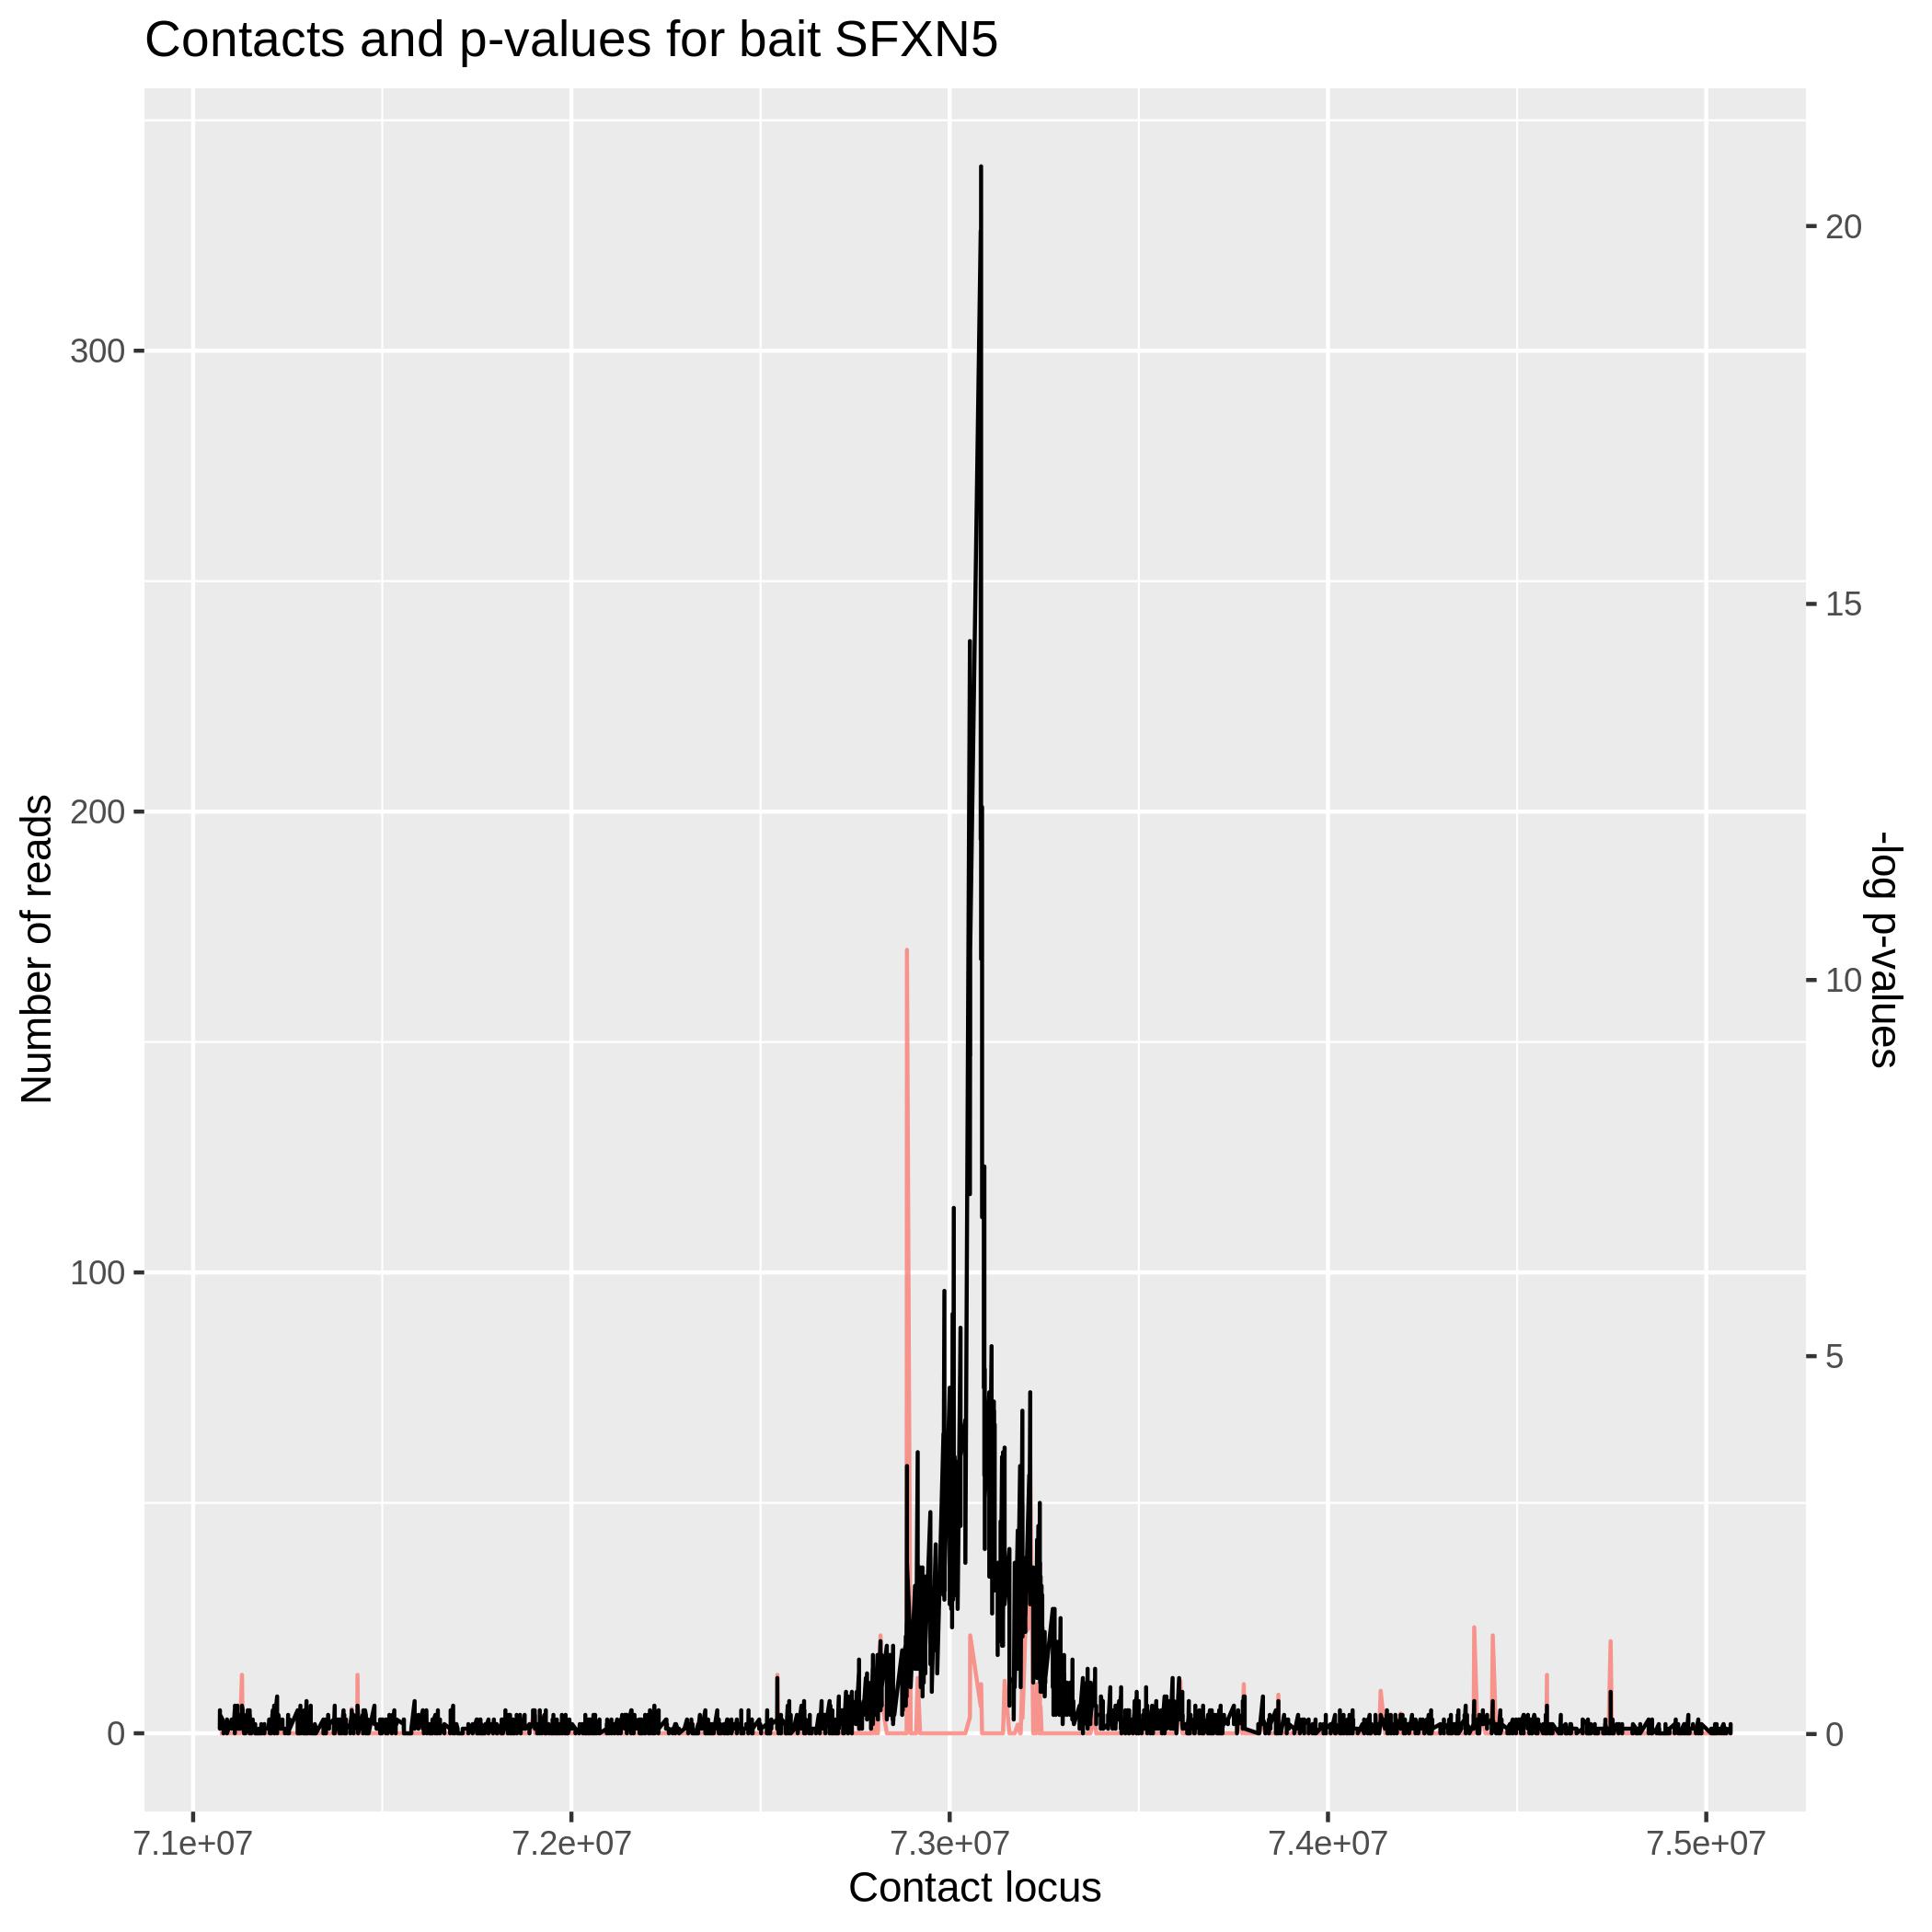 Contacts and p-values for bait SFXN5
300
200
100
0
Number of reads
20
15
10
5
0
-log p-values
7.1e+07
7.2e+07
7.3e+07
7.4e+07
7.5e+07
Contact locus